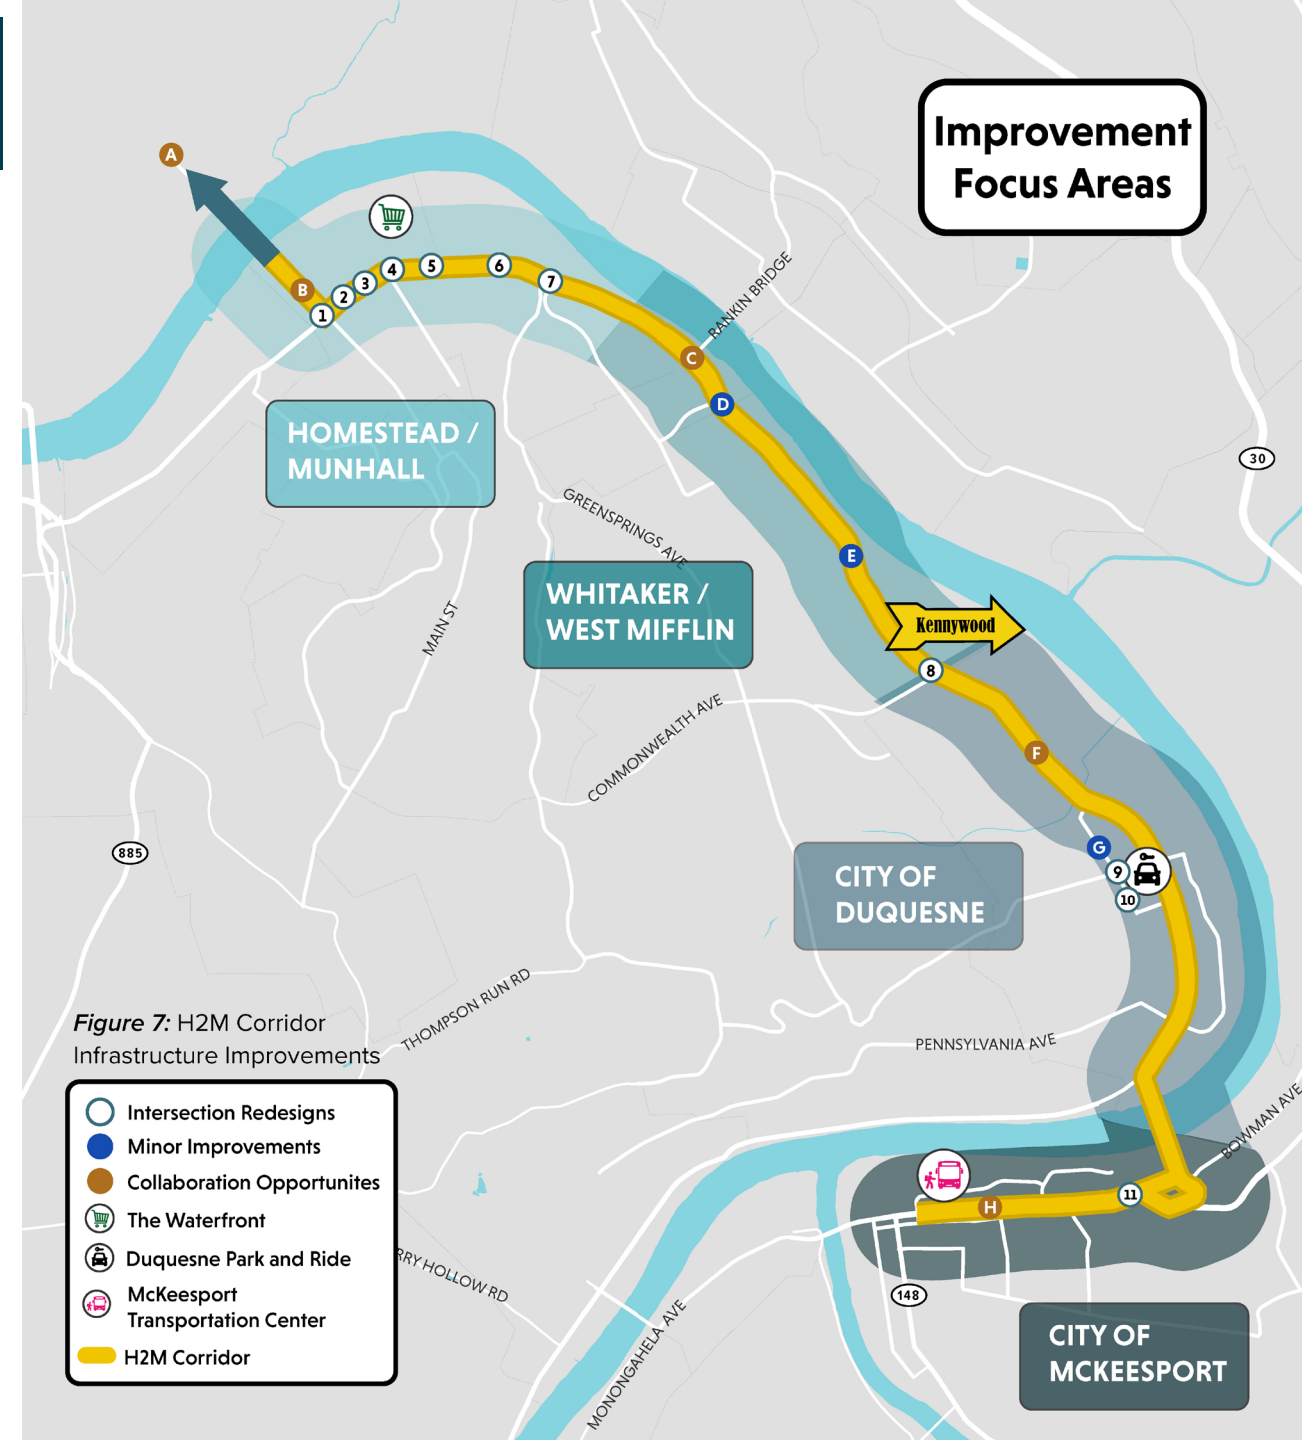 Improvement
Focus Areas
A
B
1
2
3
4
5
6
7
RANKIN BRIDGE
C
D
HOMESTEAD /
MUNHALL
30
GREENSPRINGS AVE
E
WHITAKER /
WEST MIFFLIN
Kennywood
MAIN ST
8
COMMONWEALTH AVE
F
885
G
9
10
CITY OF
DUQUESNE
THOMPSON RUN RD
PENNSYLVANIA AVE
Figure 7: H2M Corridor
Infrastructure Improvements
Intersection Redesigns
Minor Improvements
Collaboration Opportunites
The Waterfront
Duquesne Park and Ride
McKeesport
Transportation Center
H2M Corridor
BOWMAN AVE
11
H
RRY HOLLOW RD
148
MONONGAHELA AVE
CITY OF
MCKEESPORT